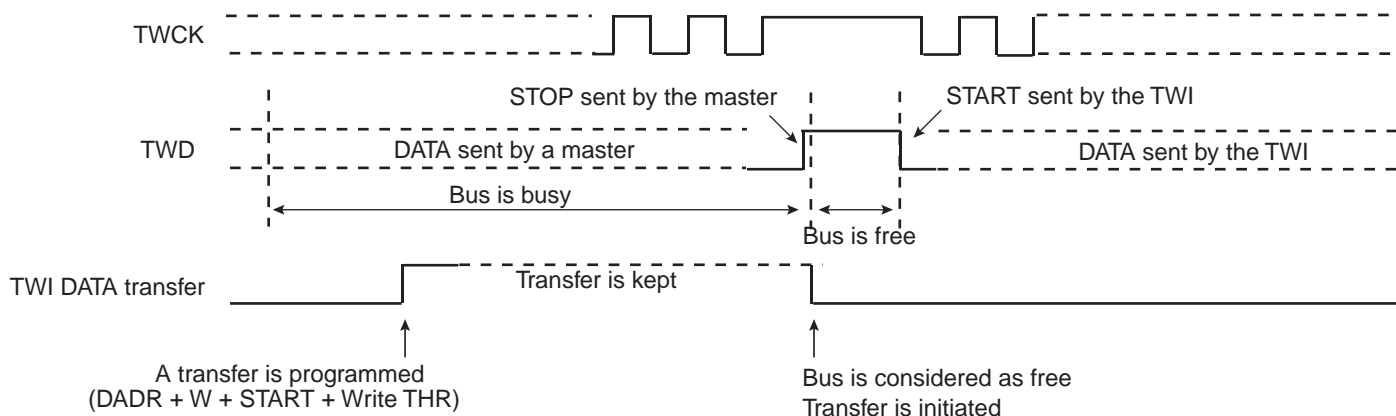 TWCK
STOP sent by the master
START sent by the TWI
TWD
DATA sent by a master
DATA sent by the TWI
Bus is busy
Bus is free
TWI DATA transfer
Transfer is kept
A transfer is programmed
(DADR + W + START + Write THR)
Bus is considered as free
Transfer is initiated